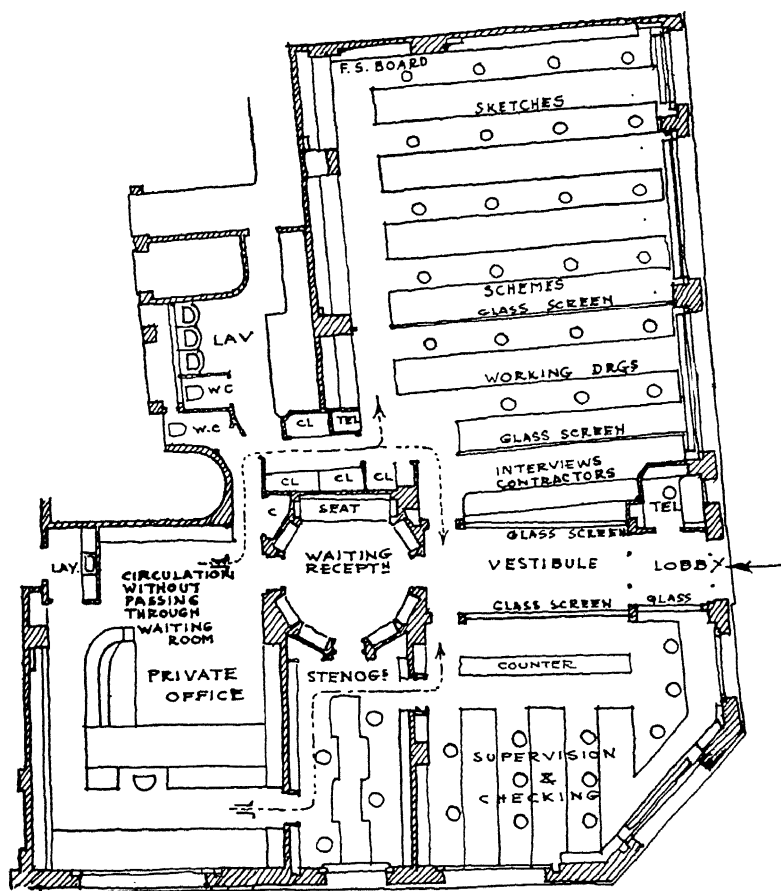 F.S. BOARD
SKETCHES
SCHEMES
GLASS SCREEN
LAV
W.C
W.C
WORKING DRGS
CL
TEL
GLASS SCREEN
INTERVIEWS
CONTRACTORS
CL
CL
CL
C
SEAT
TEL
GLASS SCREEN
WAITING
RECEPTN
VESTIBULE
LOBBY
LAV.
CIRCULATION
WITHOUT
PASSING
THROUGH
WAITING
ROOM
GLASS SCREEN
GLASS
PRIVATE
OFFICE
STENOGS
COUNTER
SUPERVISION
&
CHECKING